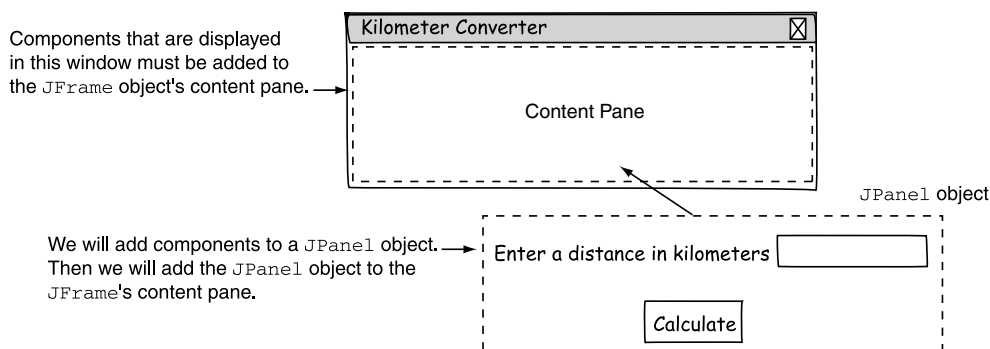 Kilometer Converter
Components that are displayed
in this window must be added to
the JFrame object's content pane.
Content Pane
JPanel object
We will add components to a JPanel object.
Then we will add the JPanel object to the
JFrame's content pane.
Enter a distance in kilometers
Calculate